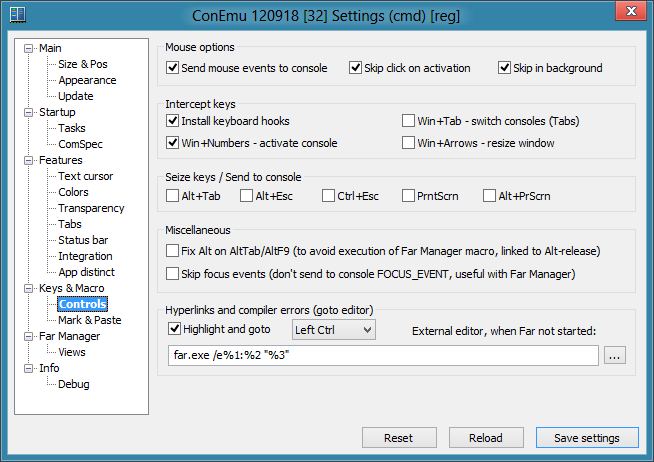 ConEmu 120918 [32] Settings (cmd) [reg]
x
Main
Size & Pos
Appearance
Update
Startup
Tasks
ComSpec
Features
Text cursor
Colors
Transparency
Tabs
Status bar
Integration
App distinct
Keys & Macro
Controls
Mark & Paste
Far Manager
Views
Info
Debug
Mouse options
Send mouse events to console Skip click on activation Skip in background
Intercept keys
Install keyboard hooks Win+Tab - switch consoles (Tabs)
Win+Numbers - activate console Win+Arrows - resize window
Seize keys / Send to console
Alt+Tab Alt+Esc Ctrl+Esc PrntScrn Alt+PrScrn
Miscellaneous
Fix Alt on AltTab/AltF9 (to avoid execution of Far Manager macro, linked to Alt-release)
Skip focus events (don't send to console FOCUS_EVENT, useful with Far Manager)
Hyperlinks and compiler errors (goto editor)
Highlight and goto Left Ctrl External editor, when Far not started:
far.exe /e%1:%2 "%3" ...
Reset Reload Save settings